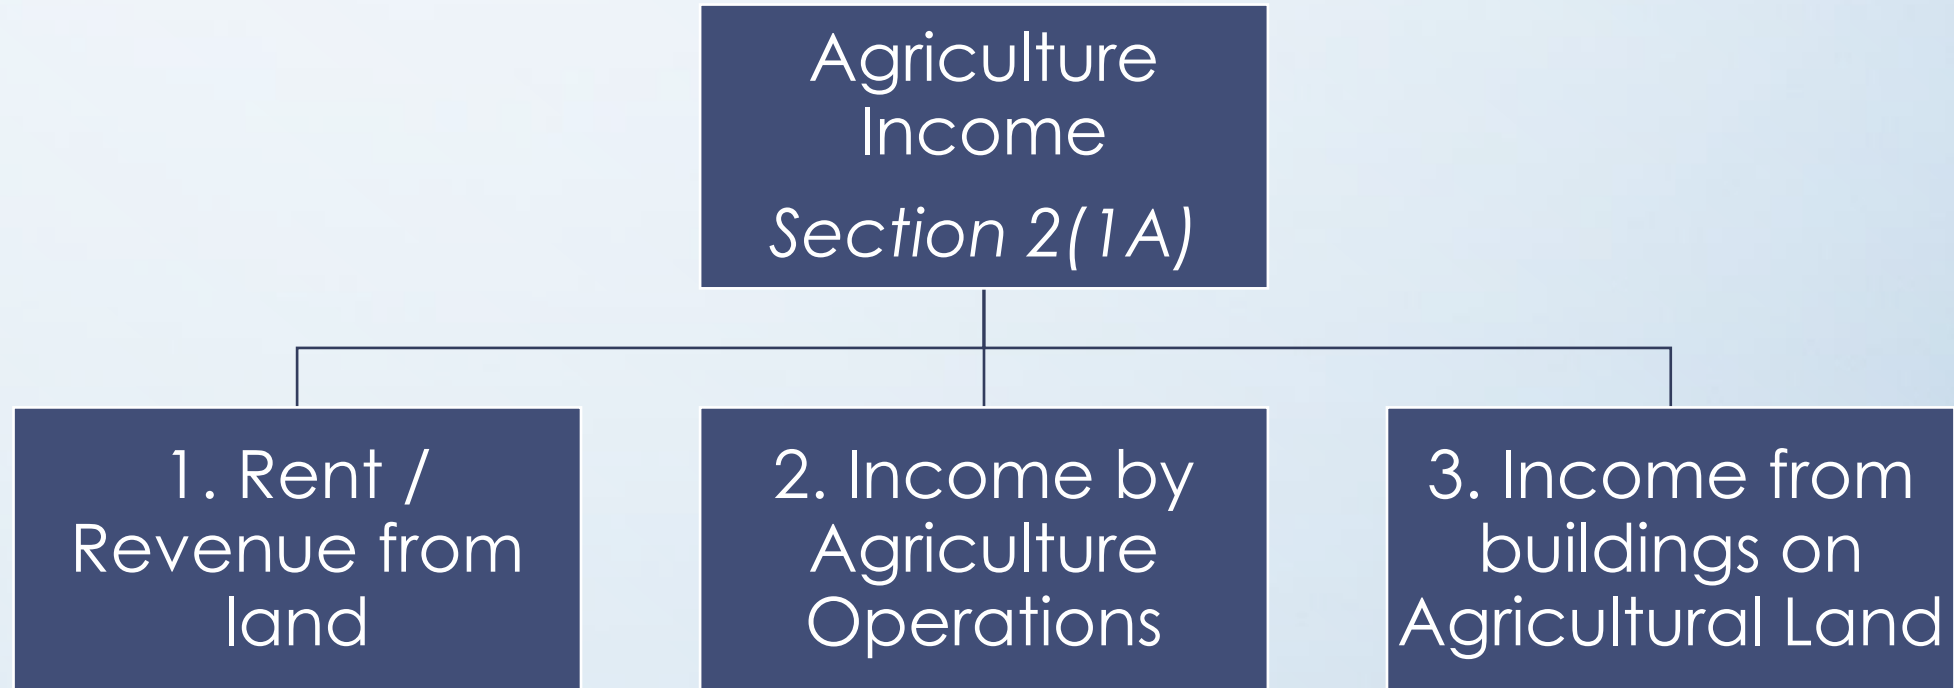 Agriculture
Income
Section 2(1A)
1. Rent /
Revenue from
land
2. Income by
Agriculture
Operations
3. Income from
buildings on
Agricultural Land